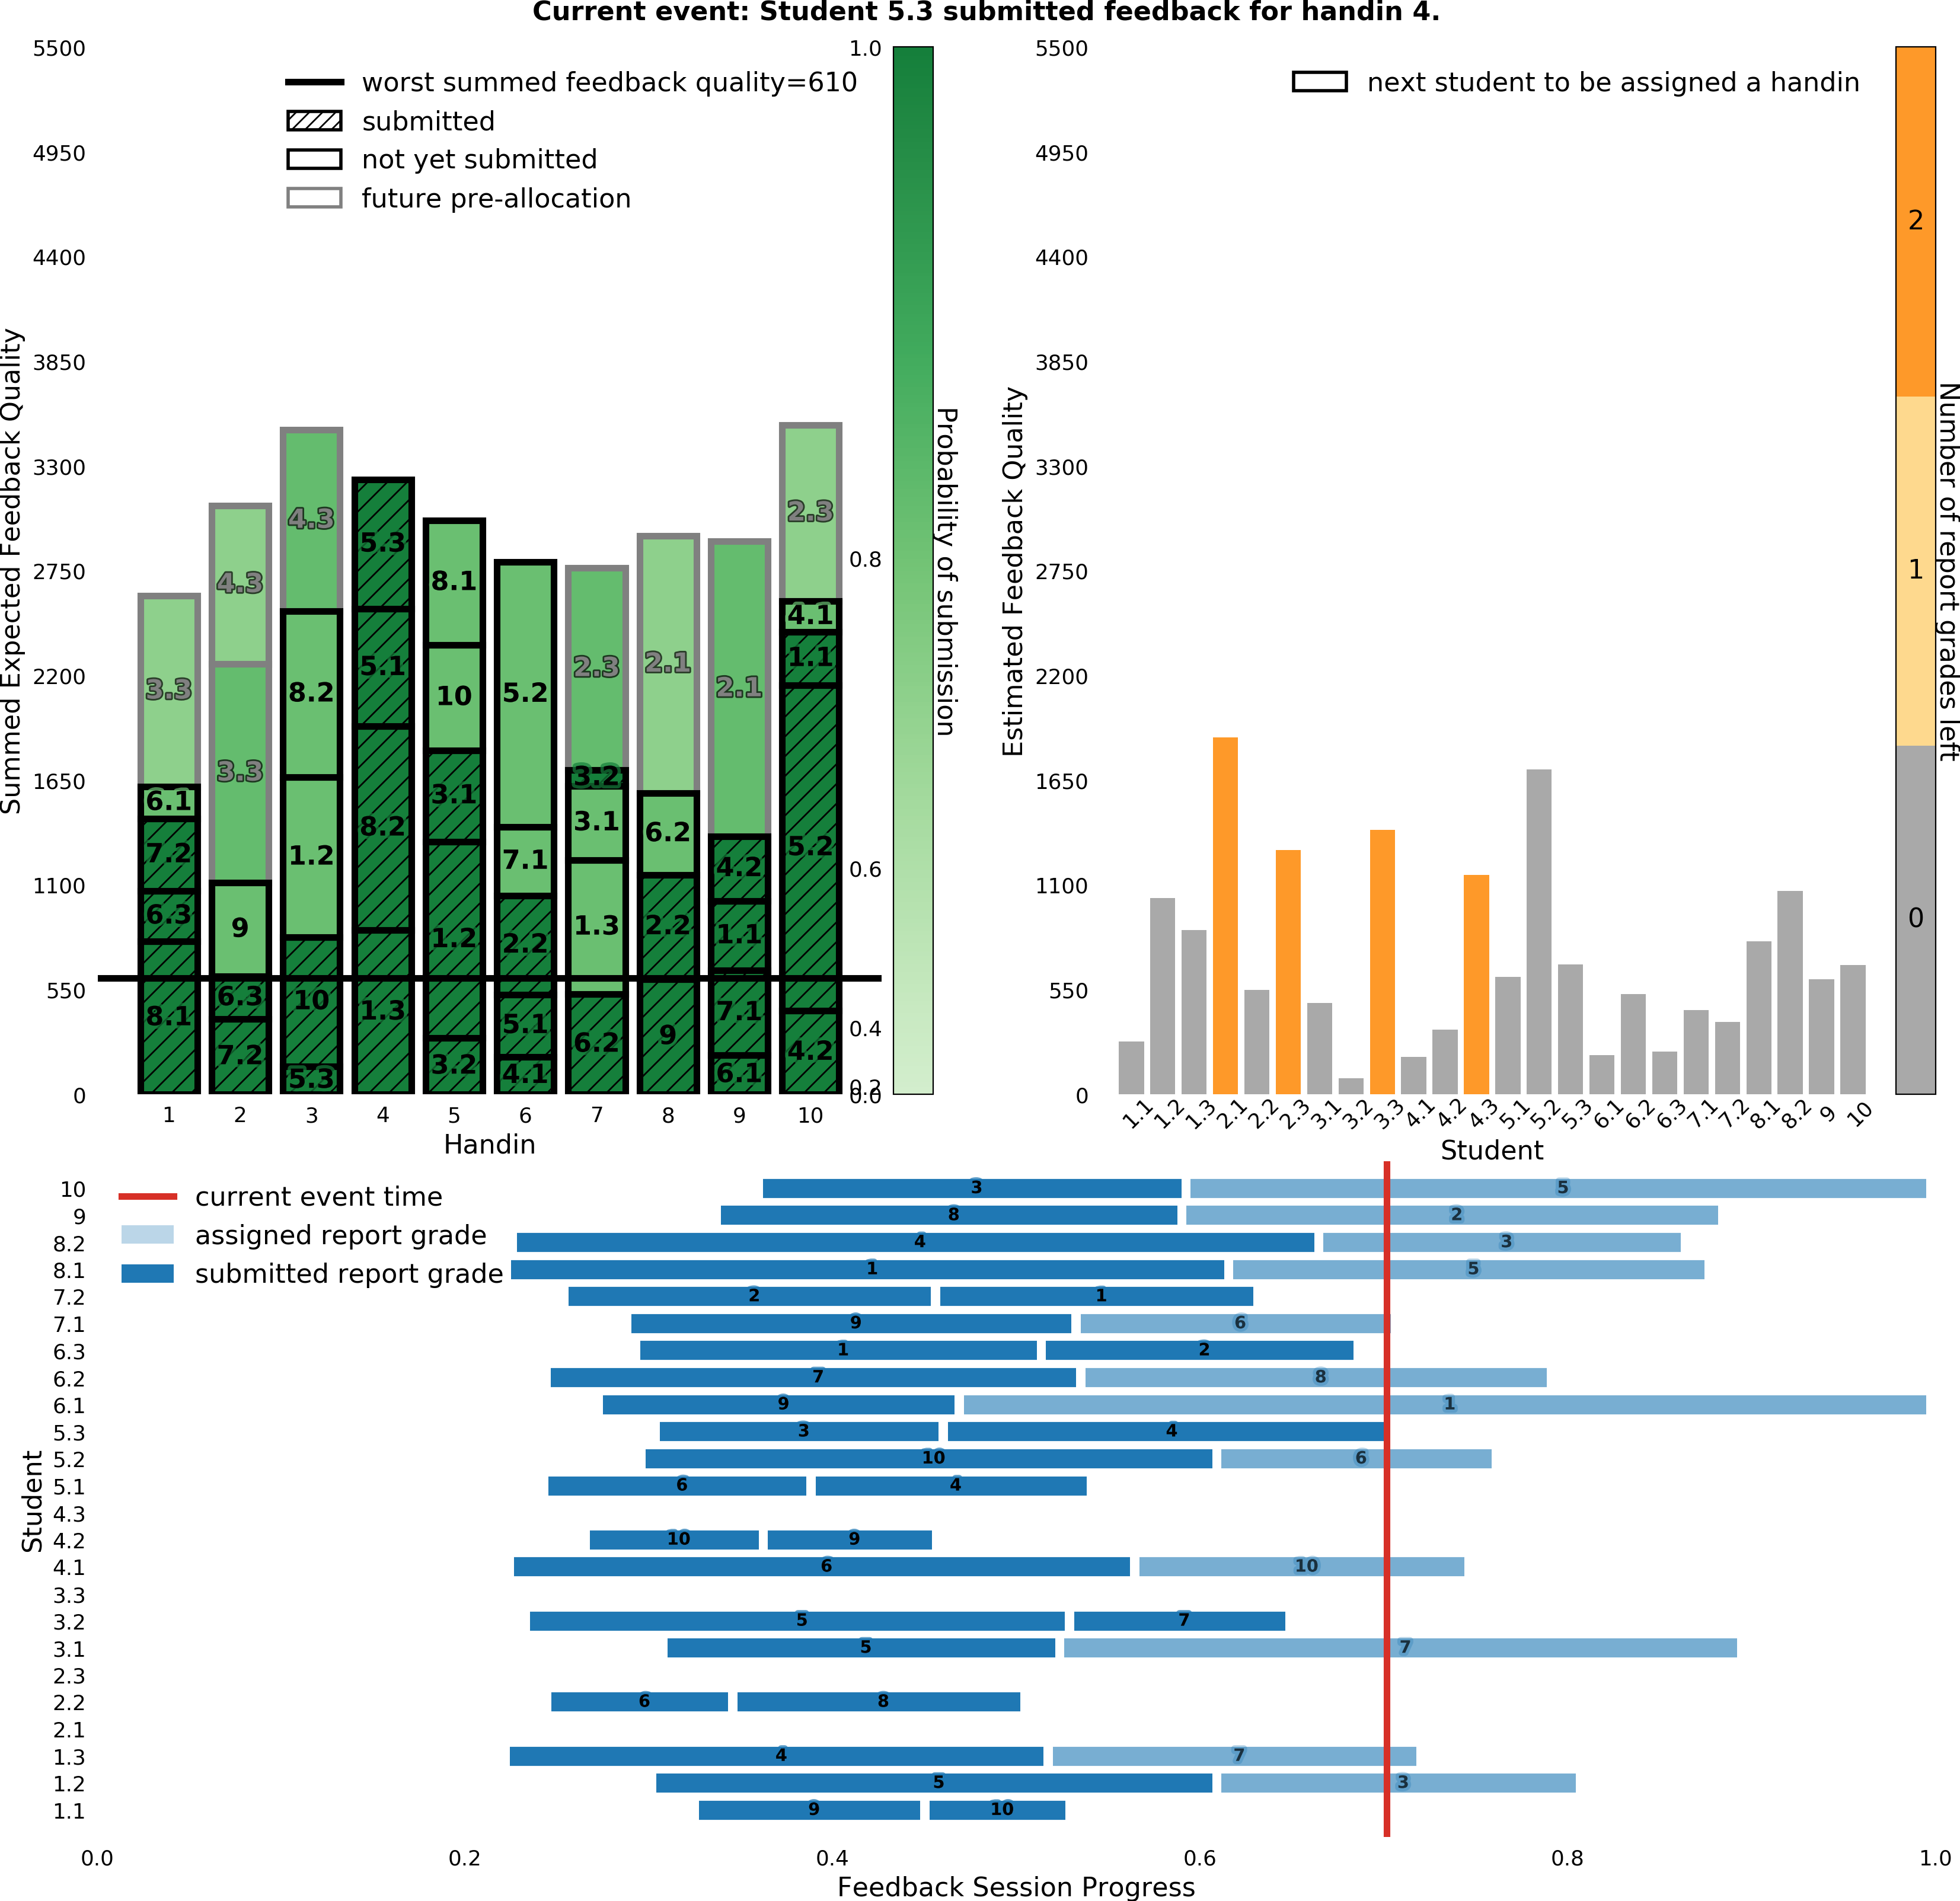 Current event: Student 5.3 submitted feedback for handin 4.
worst summed feedback quality=610
submitted
not yet submitted
future pre-allocation
Summed Expected Feedback Quality
5500
4950
4400
3850
3300
2750
2200
1650
1100
550
0
3.3
6.1
7.2
6.3
8.1
4.3
3.3
9
6.3
7.2
4.3
8.2
1.2
10
5.3
5.3
5.1
8.2
1.3
8.1
10
3.1
1.2
3.2
5.2
7.1
2.2
5.1
4.1
2.3
3.2
3.1
1.3
6.2
2.1
6.2
2.2
9
2.1
4.2
1.1
7.1
6.1
2.3
4.1
1.1
5.2
4.2
1 2 3 4 5 6 7 8 9 10
Handin
1.0
0.8
0.6
0.4
0.2
0.0
Probability of submission
next student to be assigned a handin
Estimated Feedback Quality
5500
4950
4400
3850
3300
2750
2200
1650
1100
550
0
1.1 1.2 1.3 2.1 2.2 2.3 3.1 3.2 3.3 4.1 4.2 4.3 5.1 5.2 5.3 6.1 6.2 6.3 7.1 7.2 8.1 8.2 9 10
Student
2
1
0
Number of report grades left
current event time
assigned report grade
submitted report grade
Student
10 3 5
9 8 2
8.2 4 3
8.1 1 5
7.2 2 1
7.1 9 6
6.3 1 2
6.2 7 8
6.1 9 1
5.3 3 4
5.2 10 6
5.1 6 4
4.3
4.2 10 9
4.1 6 10
3.3
3.2 5 7
3.1 5 7
2.3
2.2 6 8
2.1
1.3 4 7
1.2 5 3
1.1 9 10
0.0 0.2 0.4 0.6 0.8 1.0
Feedback Session Progress